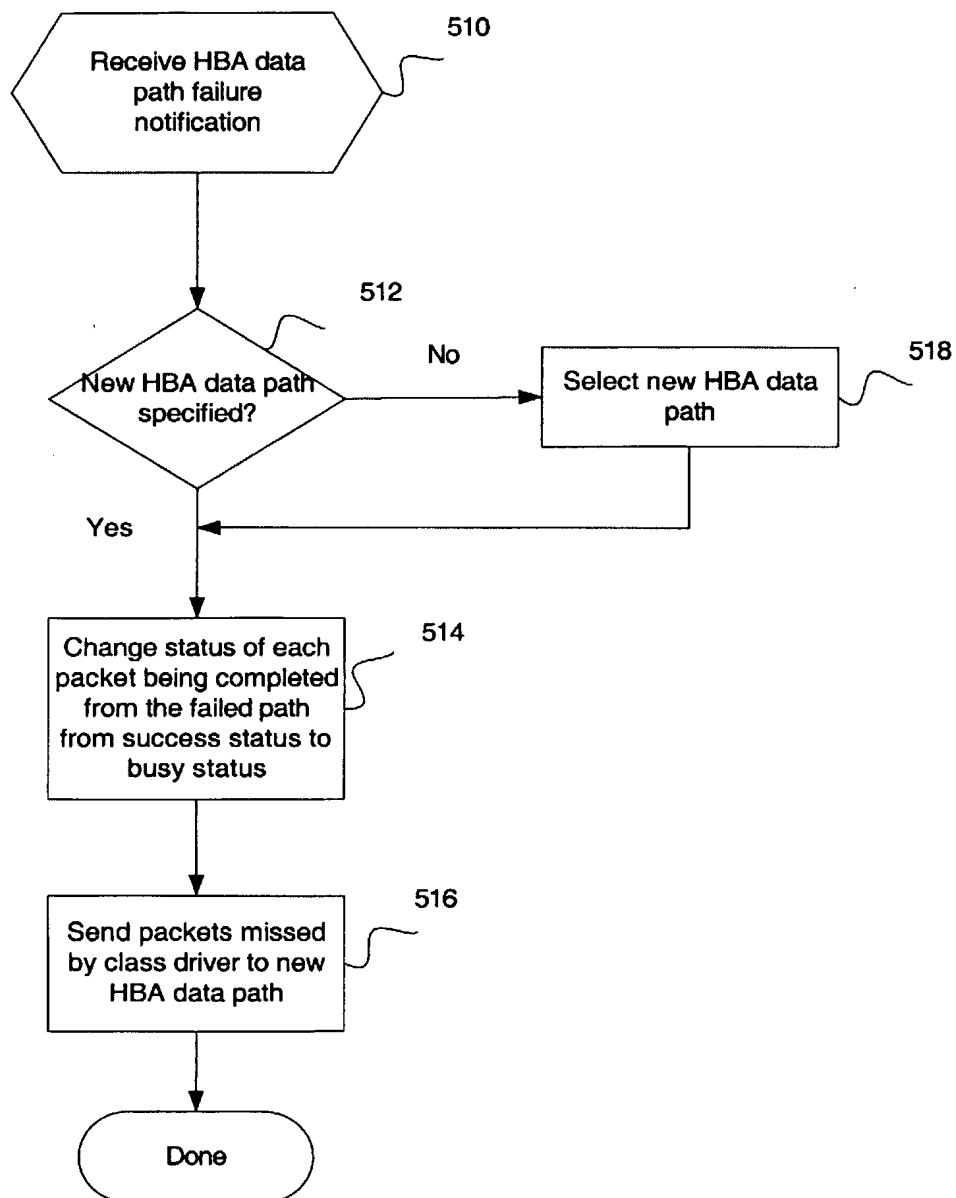 510
Receive HBA data
path failure
notification
512
New HBA data path
specified?
No
518
Select new HBA data
path
Yes
514
Change status of each
packet being completed
from the failed path
from success status to
busy status
516
Send packets missed
by class driver to new
HBA data path
Done